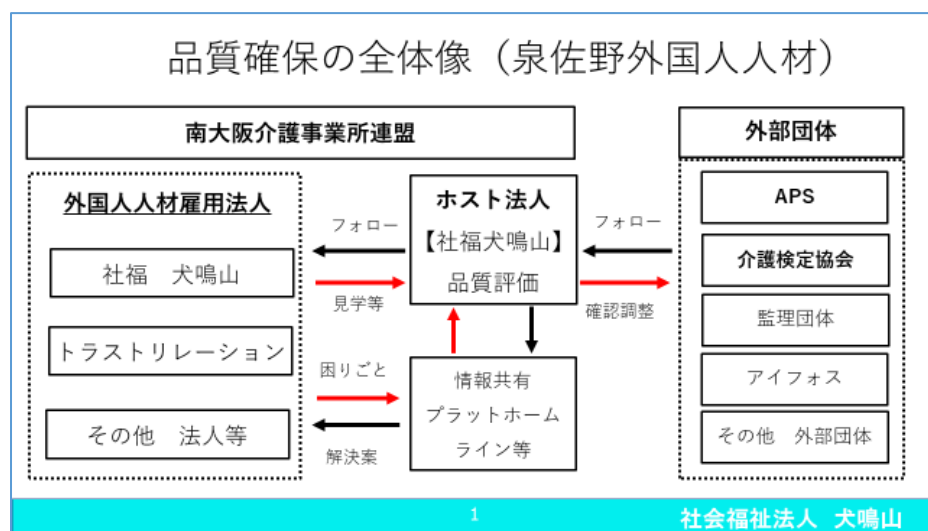 品質確保の全体像（泉佐野外国人人材）
南大阪介護事業所連盟
外部団体
外国人人材雇用法人
社福　犬鳴山
トラストリレーション
その他　法人等
フォロー
見学等
困りごと
解決案
ホスト法人
【社福犬鳴山】
品質評価
情報共有
プラットホーム
ライン等
フォロー
確認調整
APS
介護検定協会
監理団体
アイフォス
その他　外部団体
1
社会福祉法人　犬鳴山